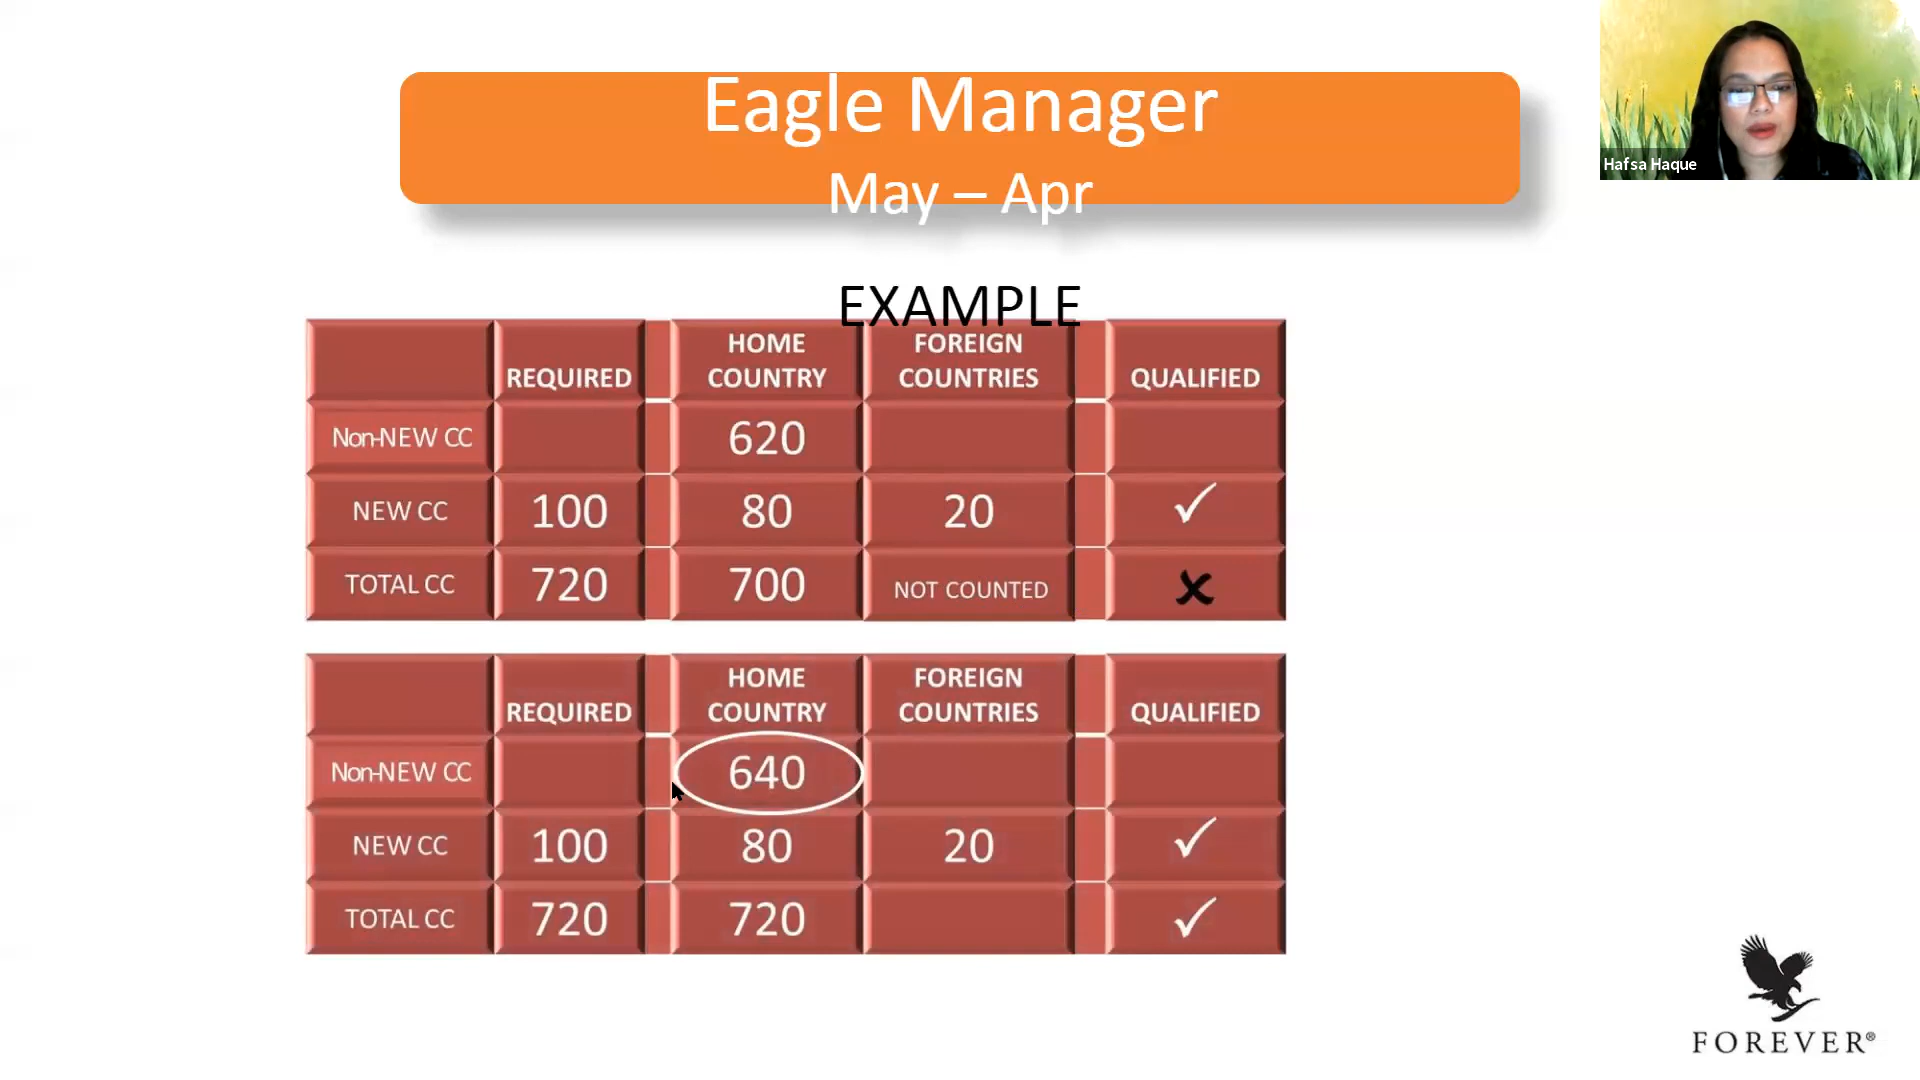 Eagle Manager
May – Apr
Hafsa Haque
EXAMPLE
REQUIRED HOME COUNTRY FOREIGN COUNTRIES QUALIFIED
Non-NEW CC 620
NEW CC 100 80 20 ✓
TOTAL CC 720 700 NOT COUNTED ✗
REQUIRED HOME COUNTRY FOREIGN COUNTRIES QUALIFIED
Non-NEW CC 640
NEW CC 100 80 20 ✓
TOTAL CC 720 720 ✓
FOREVER®